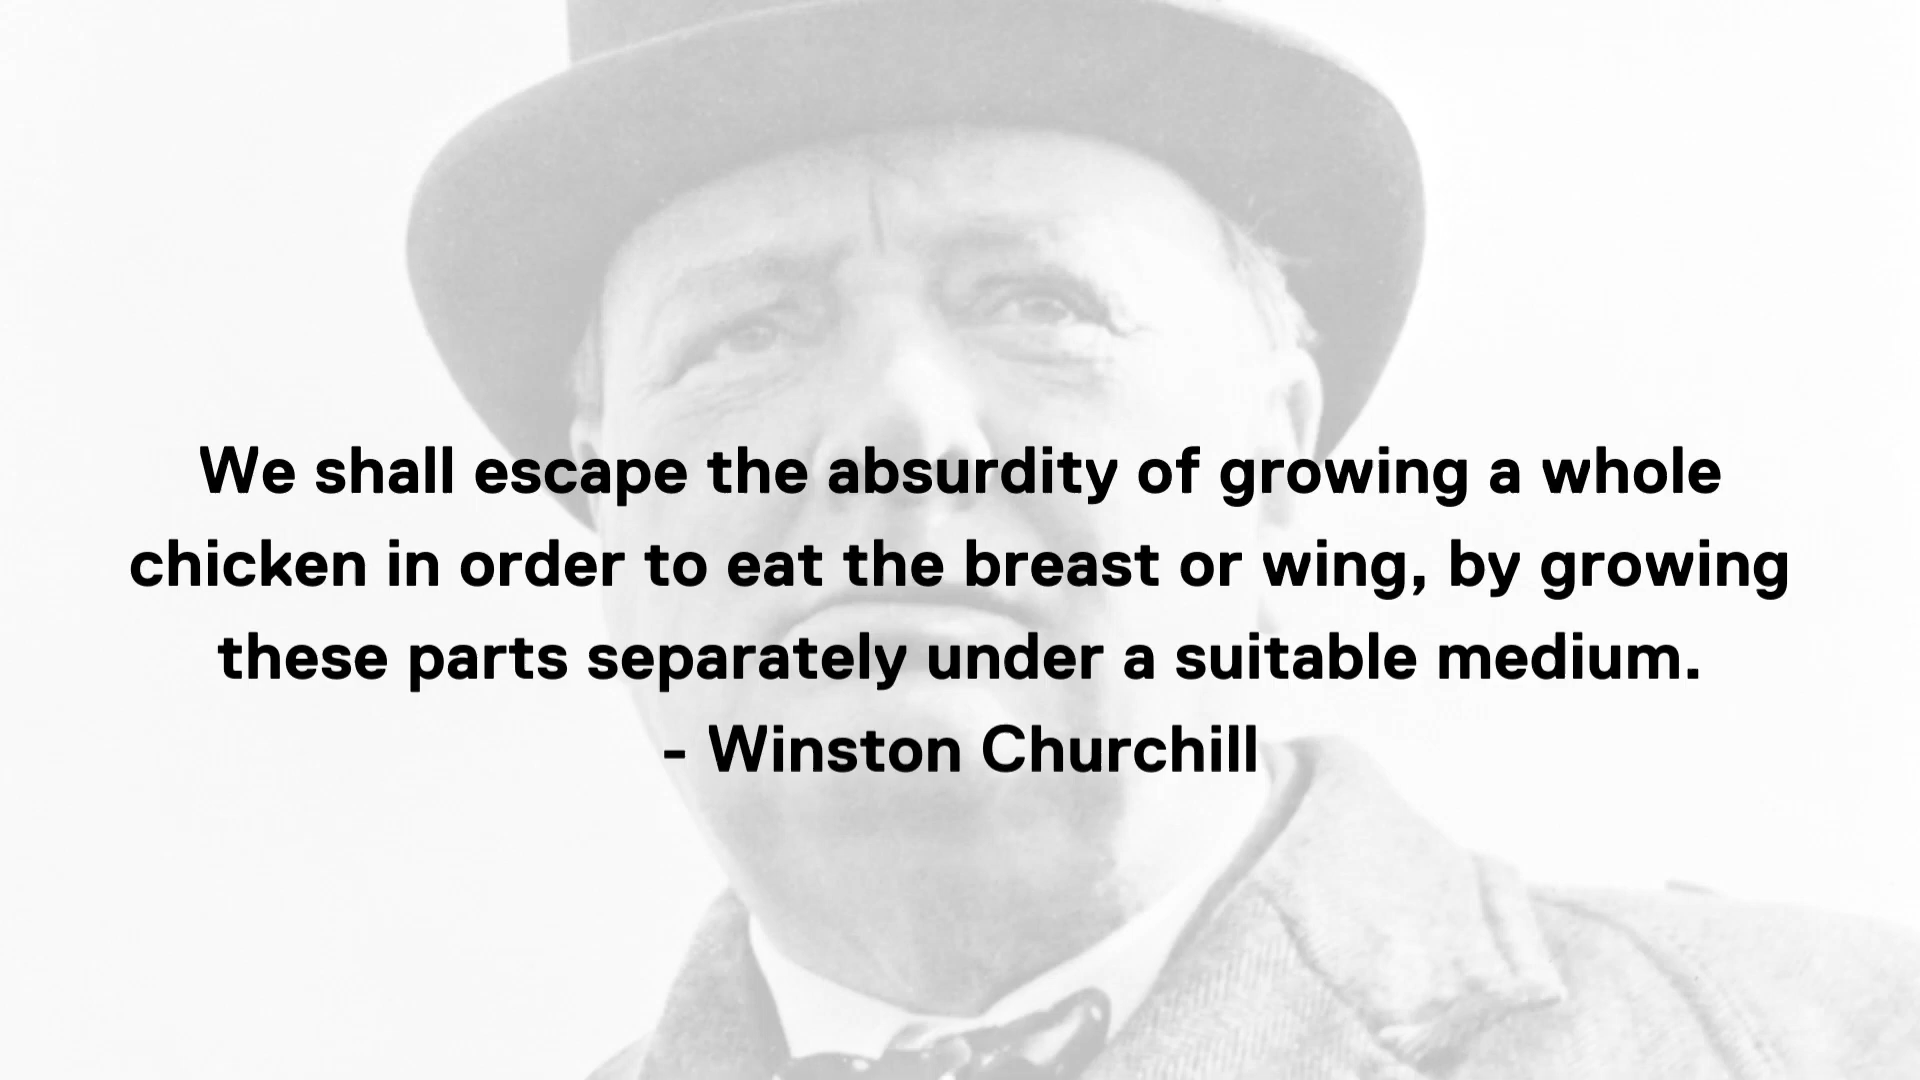 We shall escape the absurdity of growing a whole
chicken in order to eat the breast or wing, by growing
these parts separately under a suitable medium.
- Winston Churchill